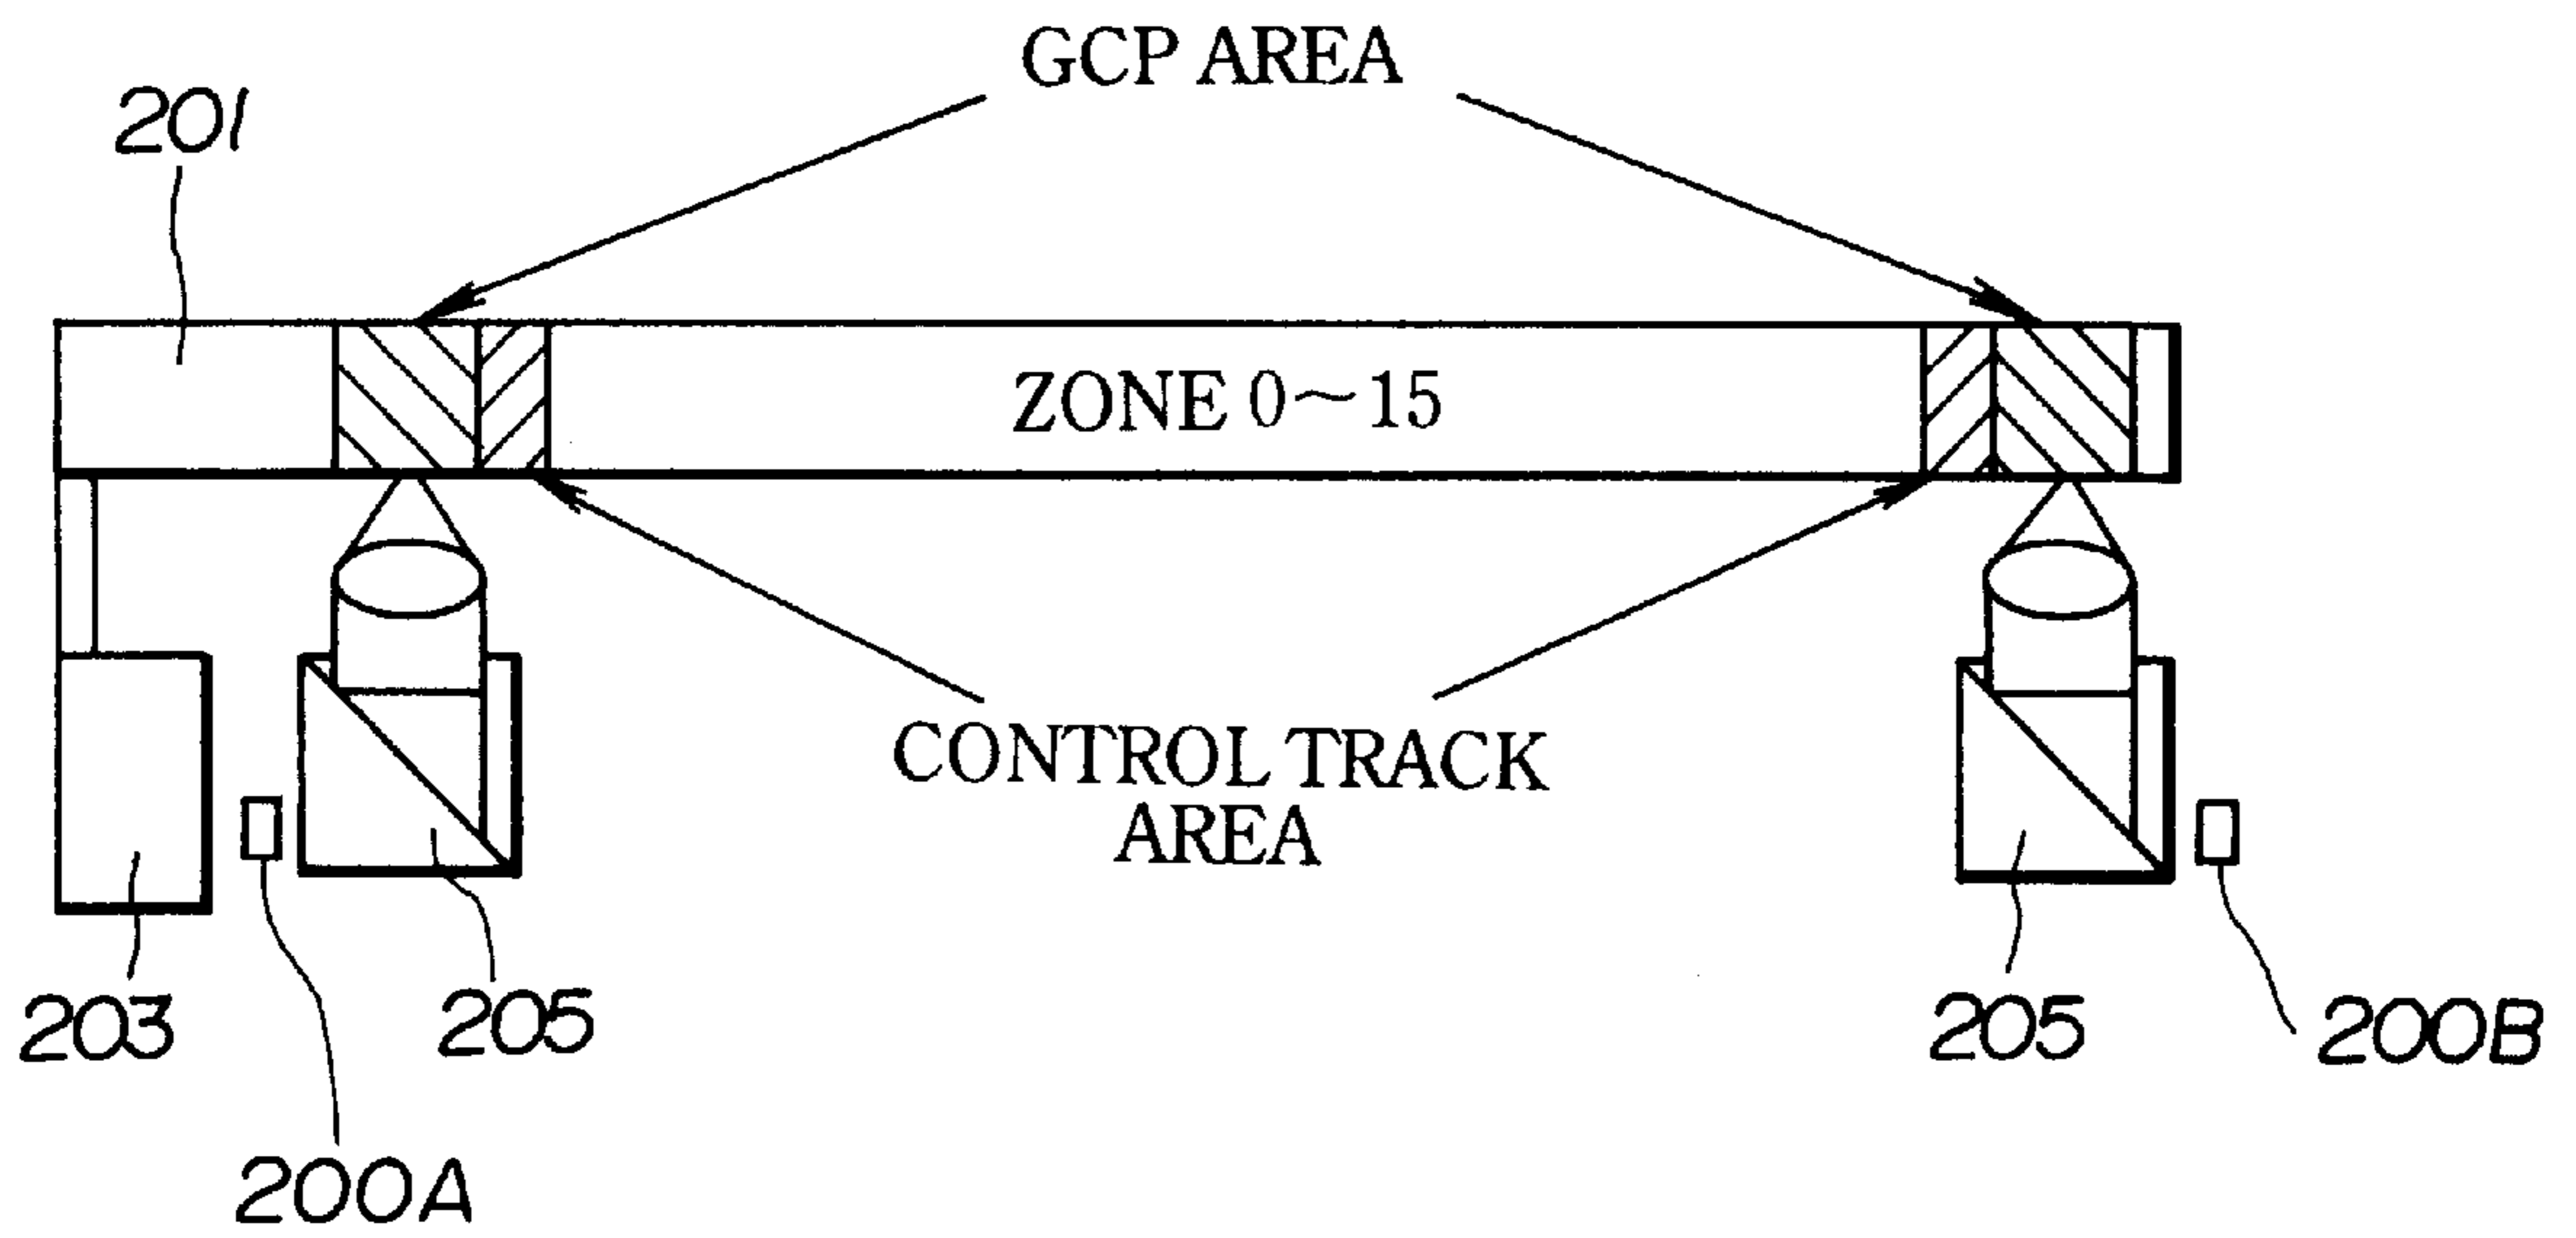 GCP AREA
201
ZONE 0~15
CONTROL TRACK
AREA
203
205
205
200B
200A